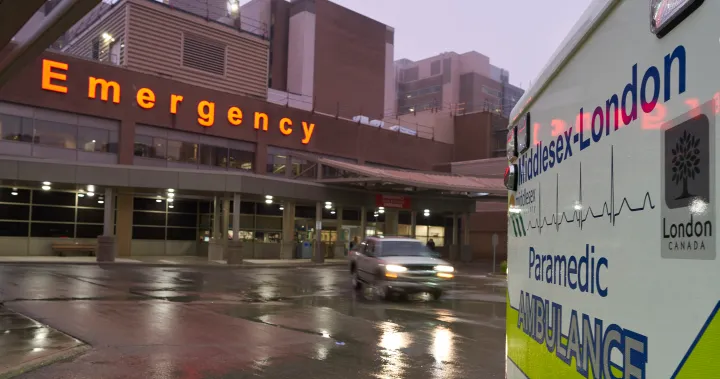 Emergency
Middlesex-London
Middlesex
London
CANADA
Paramedic
AMBULANCE